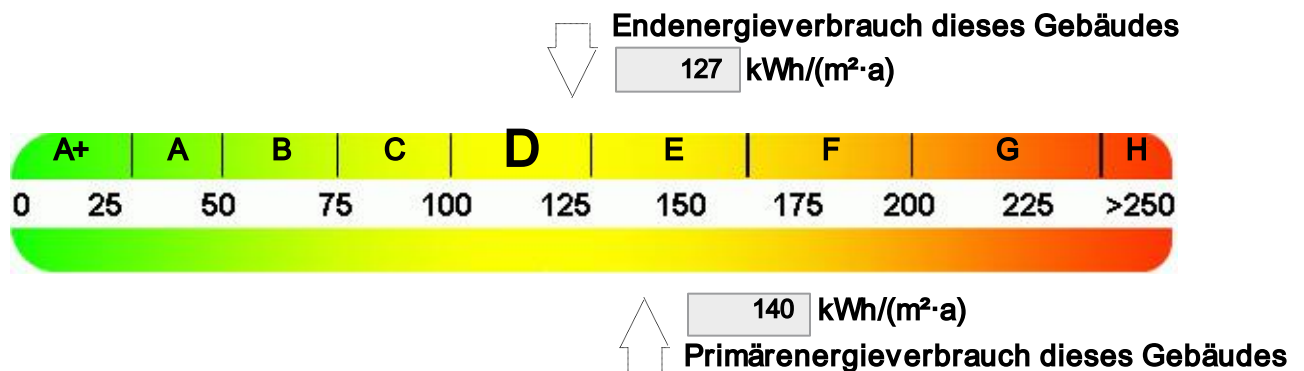 Endenergieverbrauch dieses Gebäudes
127 kWh/(m²·a)
A+ A B C D E F G H
0 25 50 75 100 125 150 175 200 225 >250
140 kWh/(m²·a)
Primärenergieverbrauch dieses Gebäudes